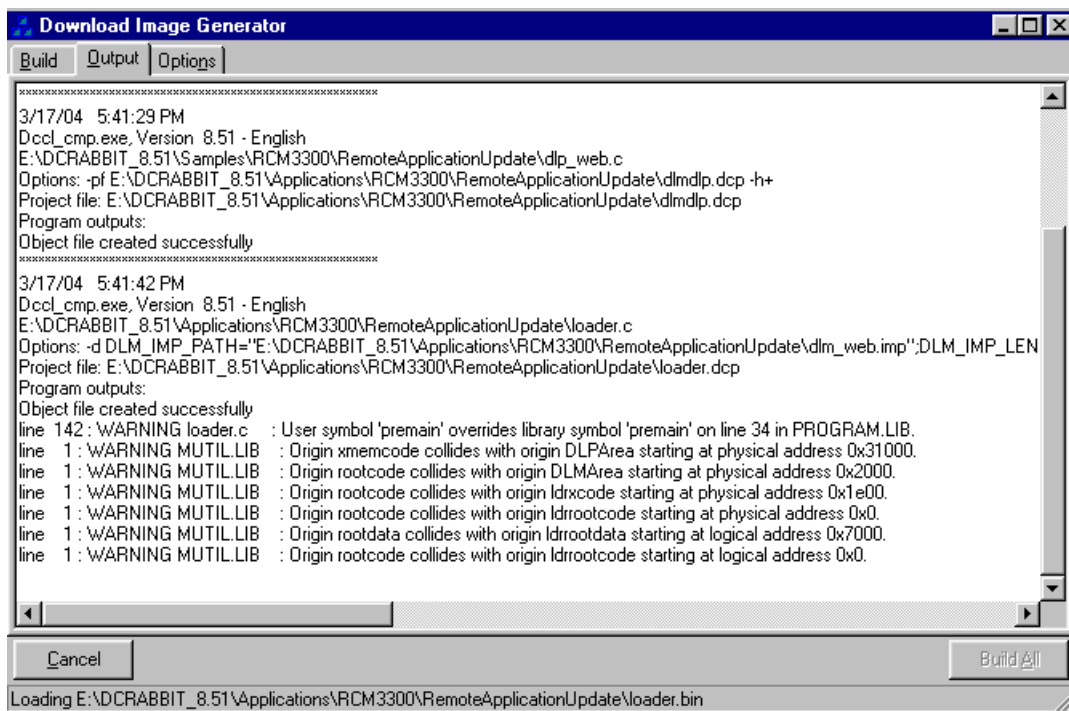 Download Image Generator
Build Output Options
********************************************************
3/17/04 5:41:29 PM
Dccl_cmp.exe, Version 8.51 - English
E:\DCRABBIT_8.51\Samples\RCM3300\RemoteApplicationUpdate\dlp_web.c
Options: -pf E:\DCRABBIT_8.51\Applications\RCM3300\RemoteApplicationUpdate\dlmdlp.dcp -h+
Project file: E:\DCRABBIT_8.51\Applications\RCM3300\RemoteApplicationUpdate\dlmdlp.dcp
Program outputs:
Object file created successfully
********************************************************
3/17/04 5:41:42 PM
Dccl_cmp.exe, Version 8.51 - English
E:\DCRABBIT_8.51\Applications\RCM3300\RemoteApplicationUpdate\loader.c
Options: -d DLM_IMP_PATH="E:\DCRABBIT_8.51\Applications\RCM3300\RemoteApplicationUpdate\dlm_web.imp";DLM_IMP_LEN
Project file: E:\DCRABBIT_8.51\Applications\RCM3300\RemoteApplicationUpdate\loader.dcp
Program outputs:
Object file created successfully
line 142 : WARNING loader.c : User symbol 'premain' overrides library symbol 'premain' on line 34 in PROGRAM.LIB.
line 1 : WARNING MUTIL.LIB : Origin xmemcode collides with origin DLPArea starting at physical address 0x31000.
line 1 : WARNING MUTIL.LIB : Origin rootcode collides with origin DLMArea starting at physical address 0x2000.
line 1 : WARNING MUTIL.LIB : Origin rootcode collides with origin ldrxcode starting at physical address 0x1e00.
line 1 : WARNING MUTIL.LIB : Origin rootcode collides with origin ldrrootcode starting at physical address 0x0.
line 1 : WARNING MUTIL.LIB : Origin rootdata collides with origin ldrrootdata starting at logical address 0x7000.
line 1 : WARNING MUTIL.LIB : Origin rootcode collides with origin ldrrootcode starting at logical address 0x0.
Cancel Build All
Loading E:\DCRABBIT_8.51\Applications\RCM3300\RemoteApplicationUpdate\loader.bin